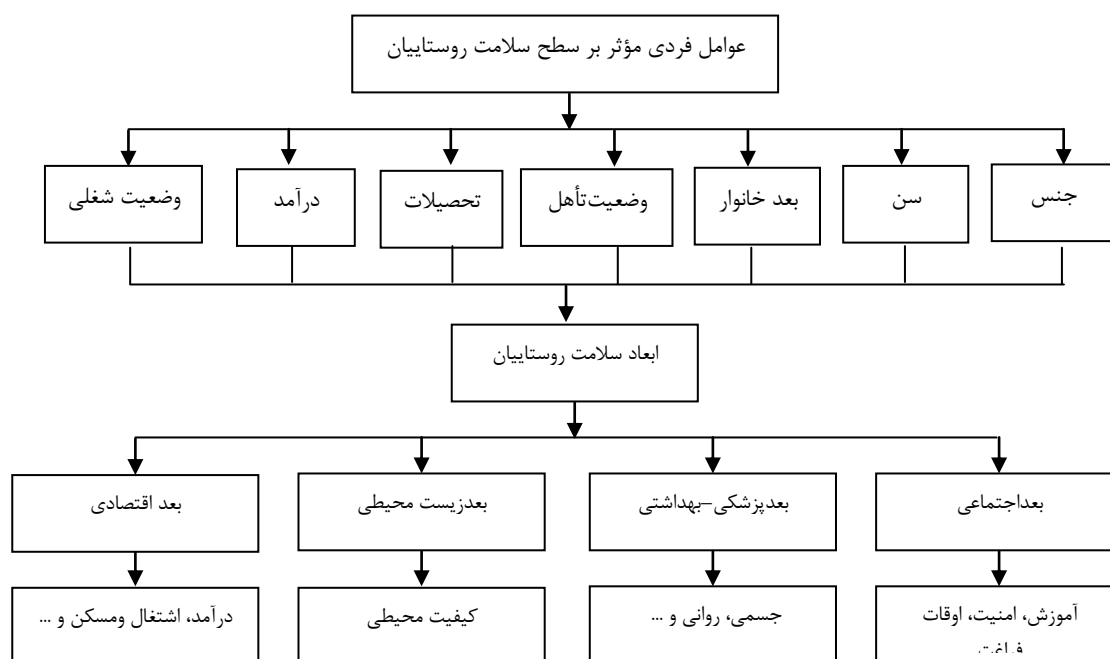 عوامل فردی مؤثر بر سطح سلامت روستاییان
جنس
سن
بعد خانوار
وضعیت‌تأهل
تحصیلات
درآمد
وضعیت شغلی
ابعاد سلامت روستاییان
بعداجتماعی
بعدپزشکی–بهداشتی
بعدزیست محیطی
بعد اقتصادی
آموزش، امنیت، اوقات
فراغت
جسمی، روانی و ...
کیفیت محیطی
درآمد، اشتغال ومسکن و ...